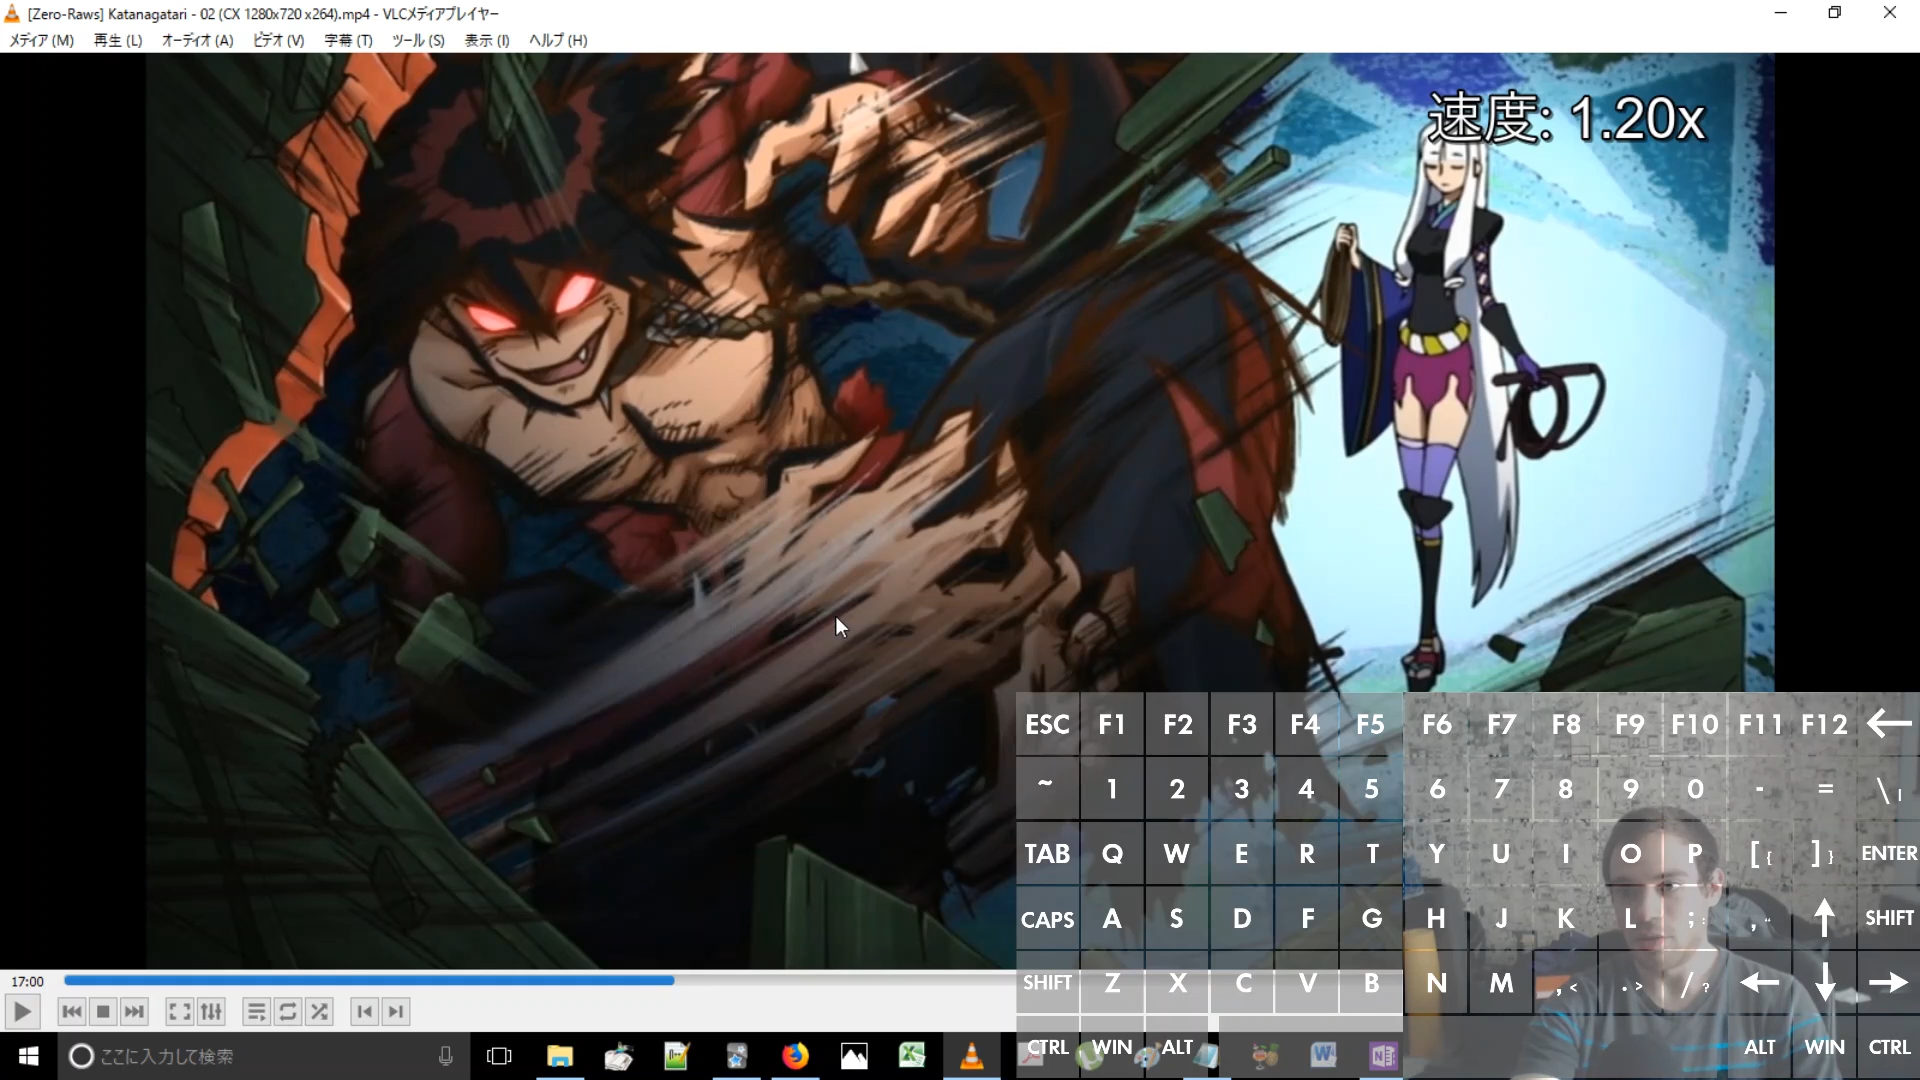 [Zero-Raws] Katanagatari - 02 (CX 1280x720 x264).mp4 - VLCメディアプレイヤー
メディア (M) 再生 (L) オーディオ (A) ビデオ (V) 字幕 (T) ツール (S) 表示 (I) ヘルプ (H)
速度: 1.20x
ESC F1 F2 F3 F4 F5 F6 F7 F8 F9 F10 F11 F12 ←
~ 1 2 3 4 5 6 7 8 9 0 - = \ |
TAB Q W E R T Y U I O P [ { ] } ENTER
CAPS A S D F G H J K L ; : , " ↑ SHIFT
17:00
SHIFT Z X C V B N M , < . > / ? ← ↓ →
ここに入力して検索
CTRL WIN ALT ALT WIN CTRL